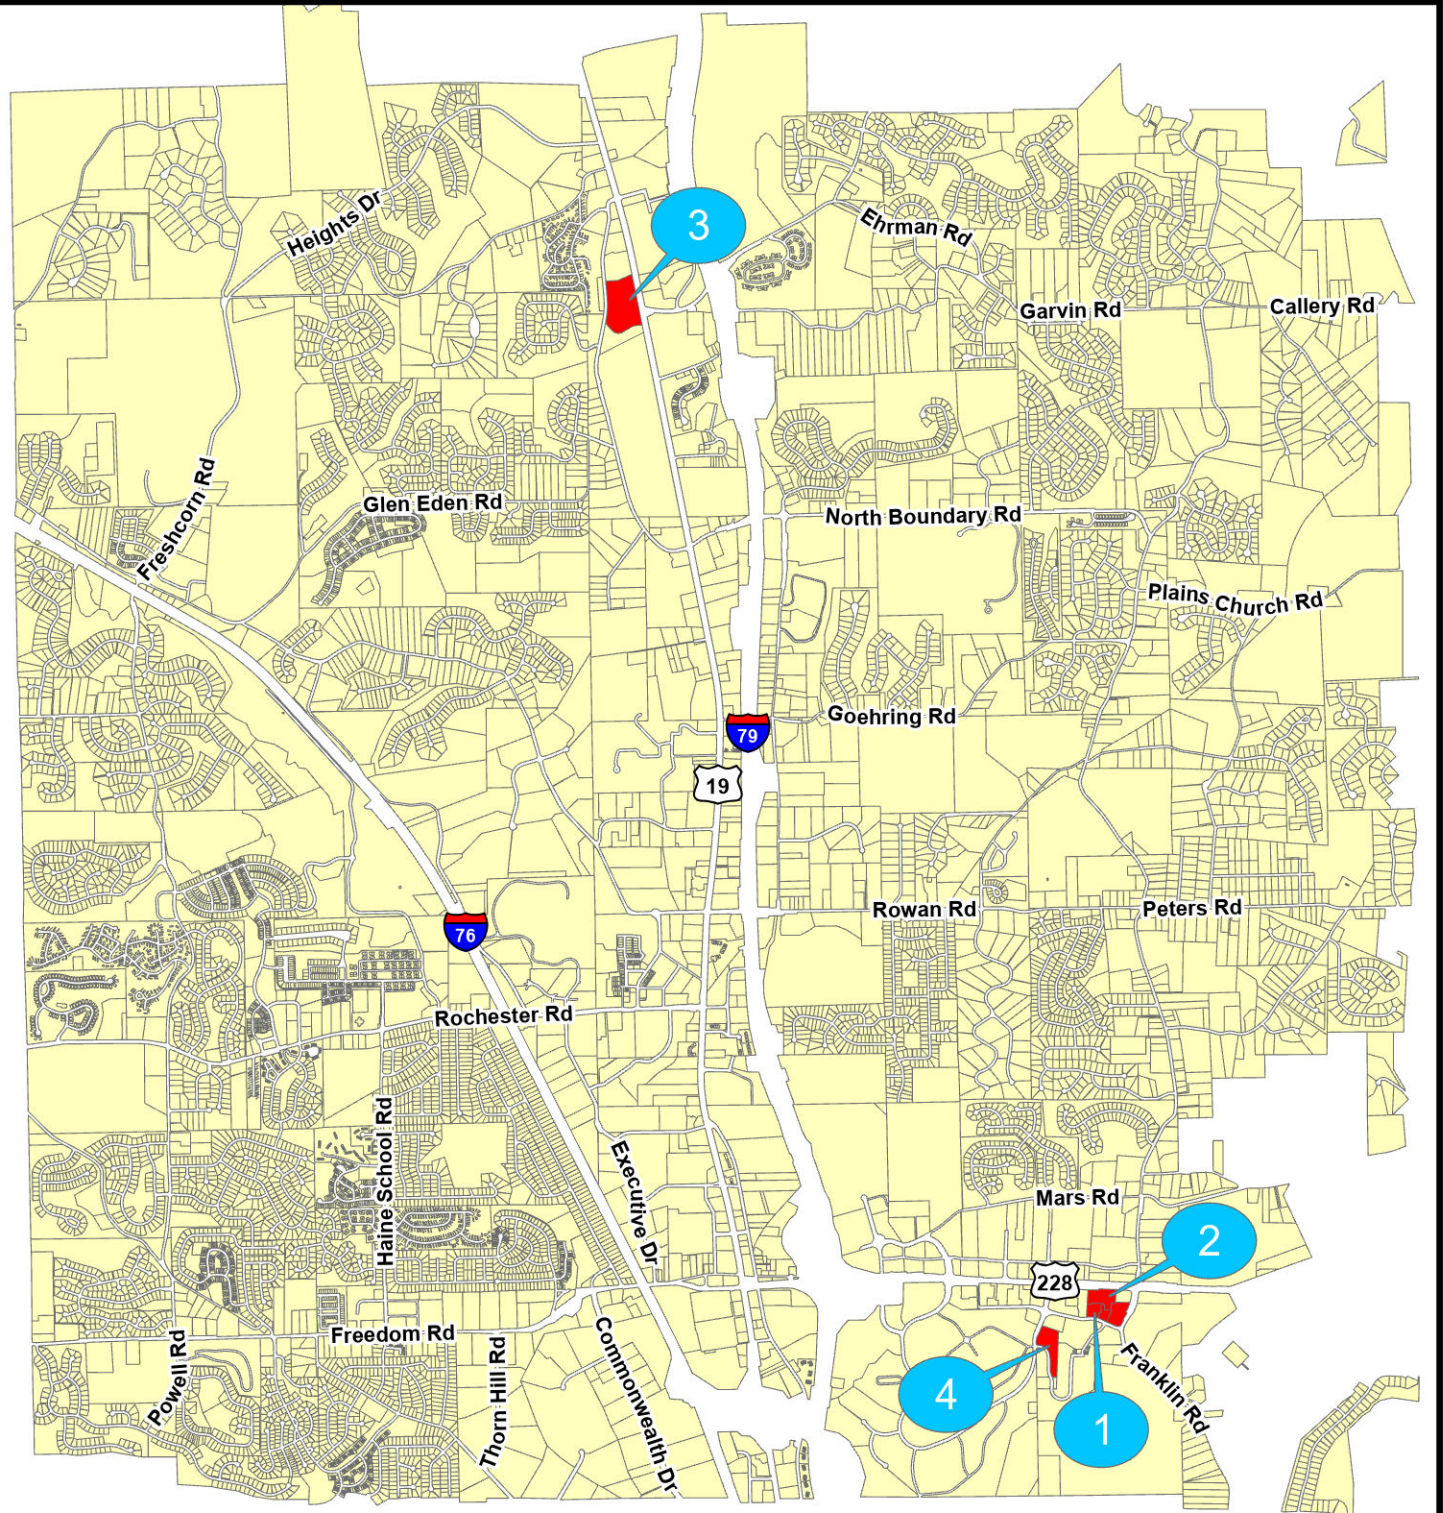 3
Heights Dr
Ehrman Rd
Garvin Rd
Callery Rd
Freshcorn Rd
Glen Eden Rd
North Boundary Rd
Plains Church Rd
Goehring Rd
79
19
Rowan Rd
Peters Rd
76
Rochester Rd
Haine School Rd
Executive Dr
Mars Rd
2
228
Freedom Rd
Powell Rd
Thorn Hill Rd
Commonwealth Dr
Franklin Rd
4
1